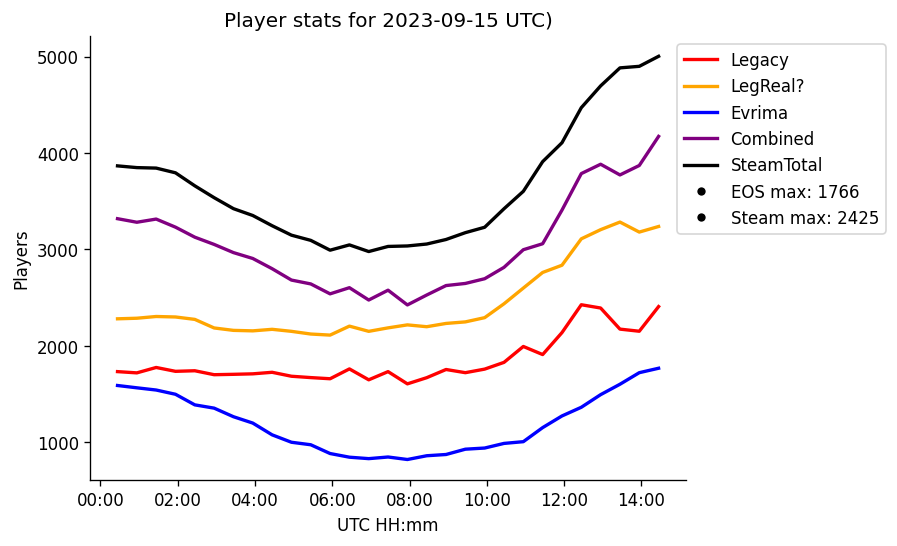 Player stats for 2023-09-15 UTC)
Players
5000
4000
3000
2000
1000
00:00 02:00 04:00 06:00 08:00 10:00 12:00 14:00
UTC HH:mm
Legacy
LegReal?
Evrima
Combined
SteamTotal
EOS max: 1766
Steam max: 2425